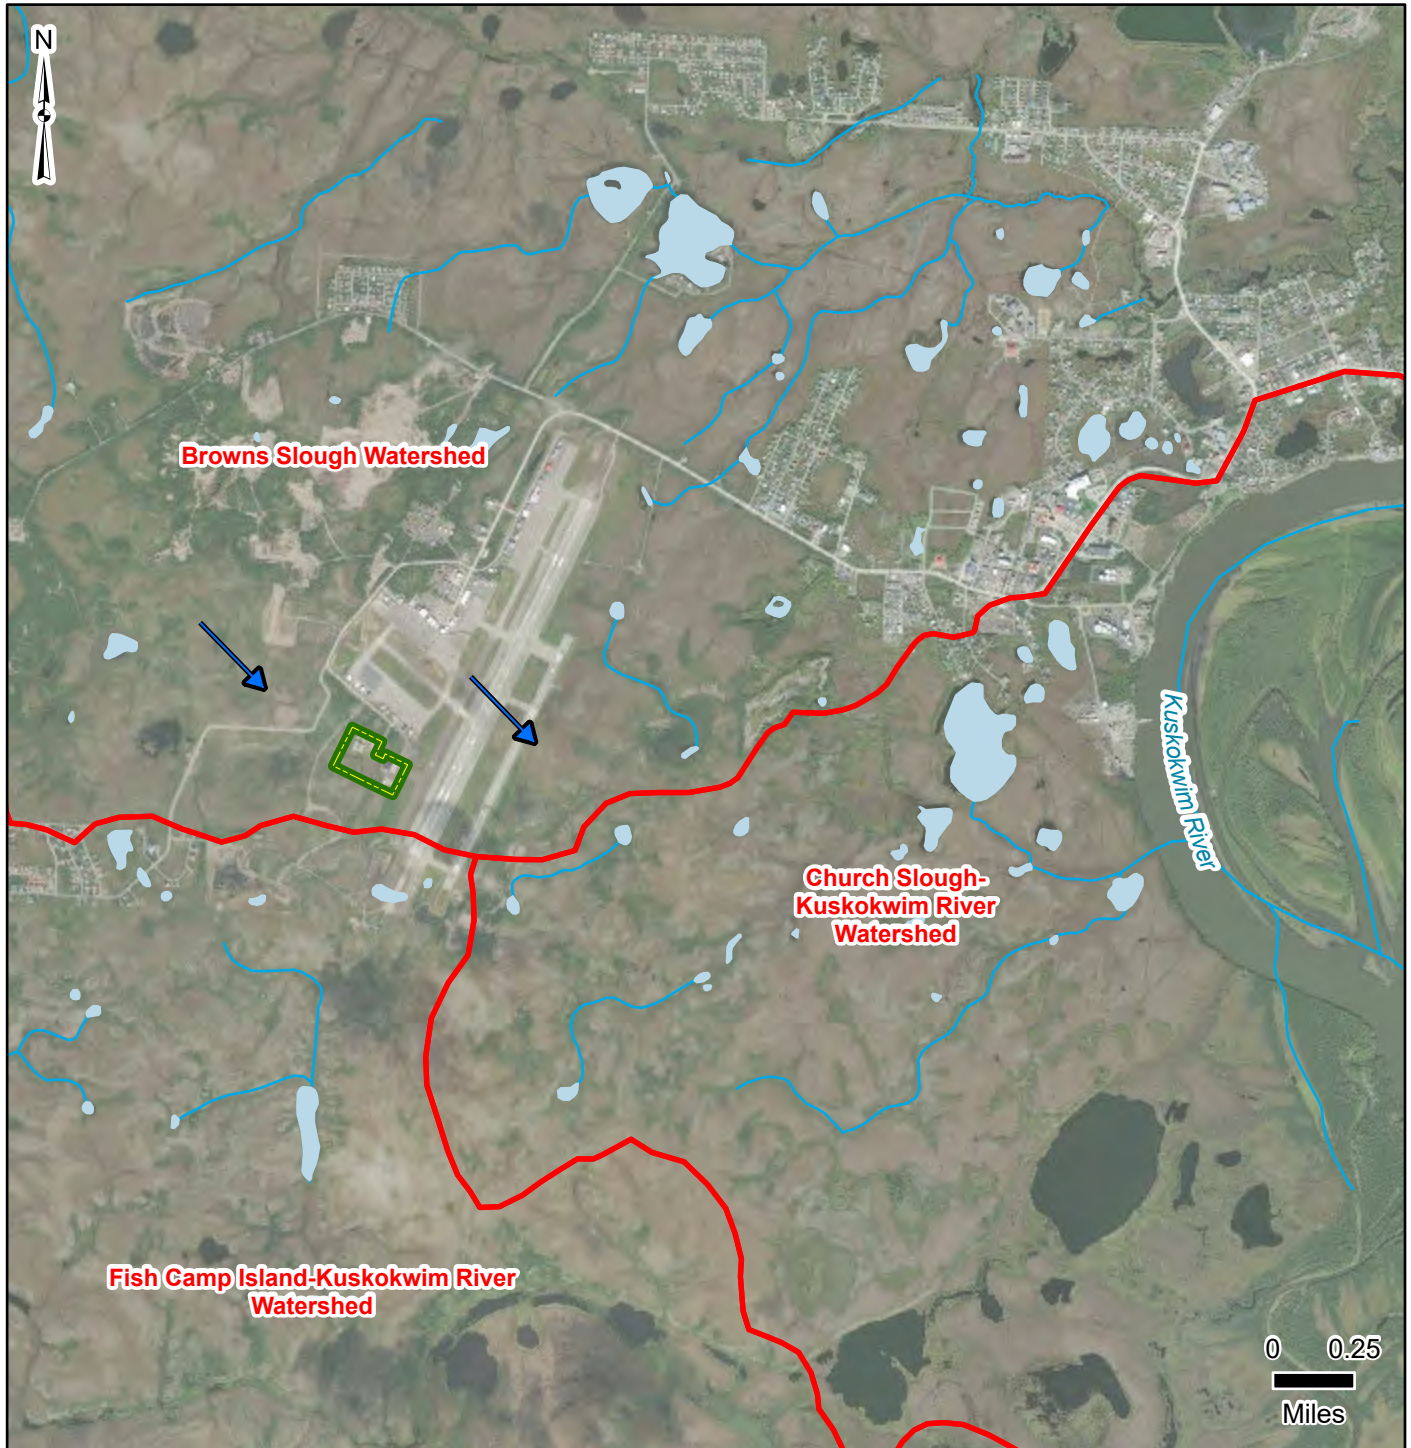 N
Browns Slough Watershed
Kuskokwim River
Church Slough-
Kuskokwim River
Watershed
Fish Camp Island-Kuskokwim River
Watershed
0 0.25
Miles